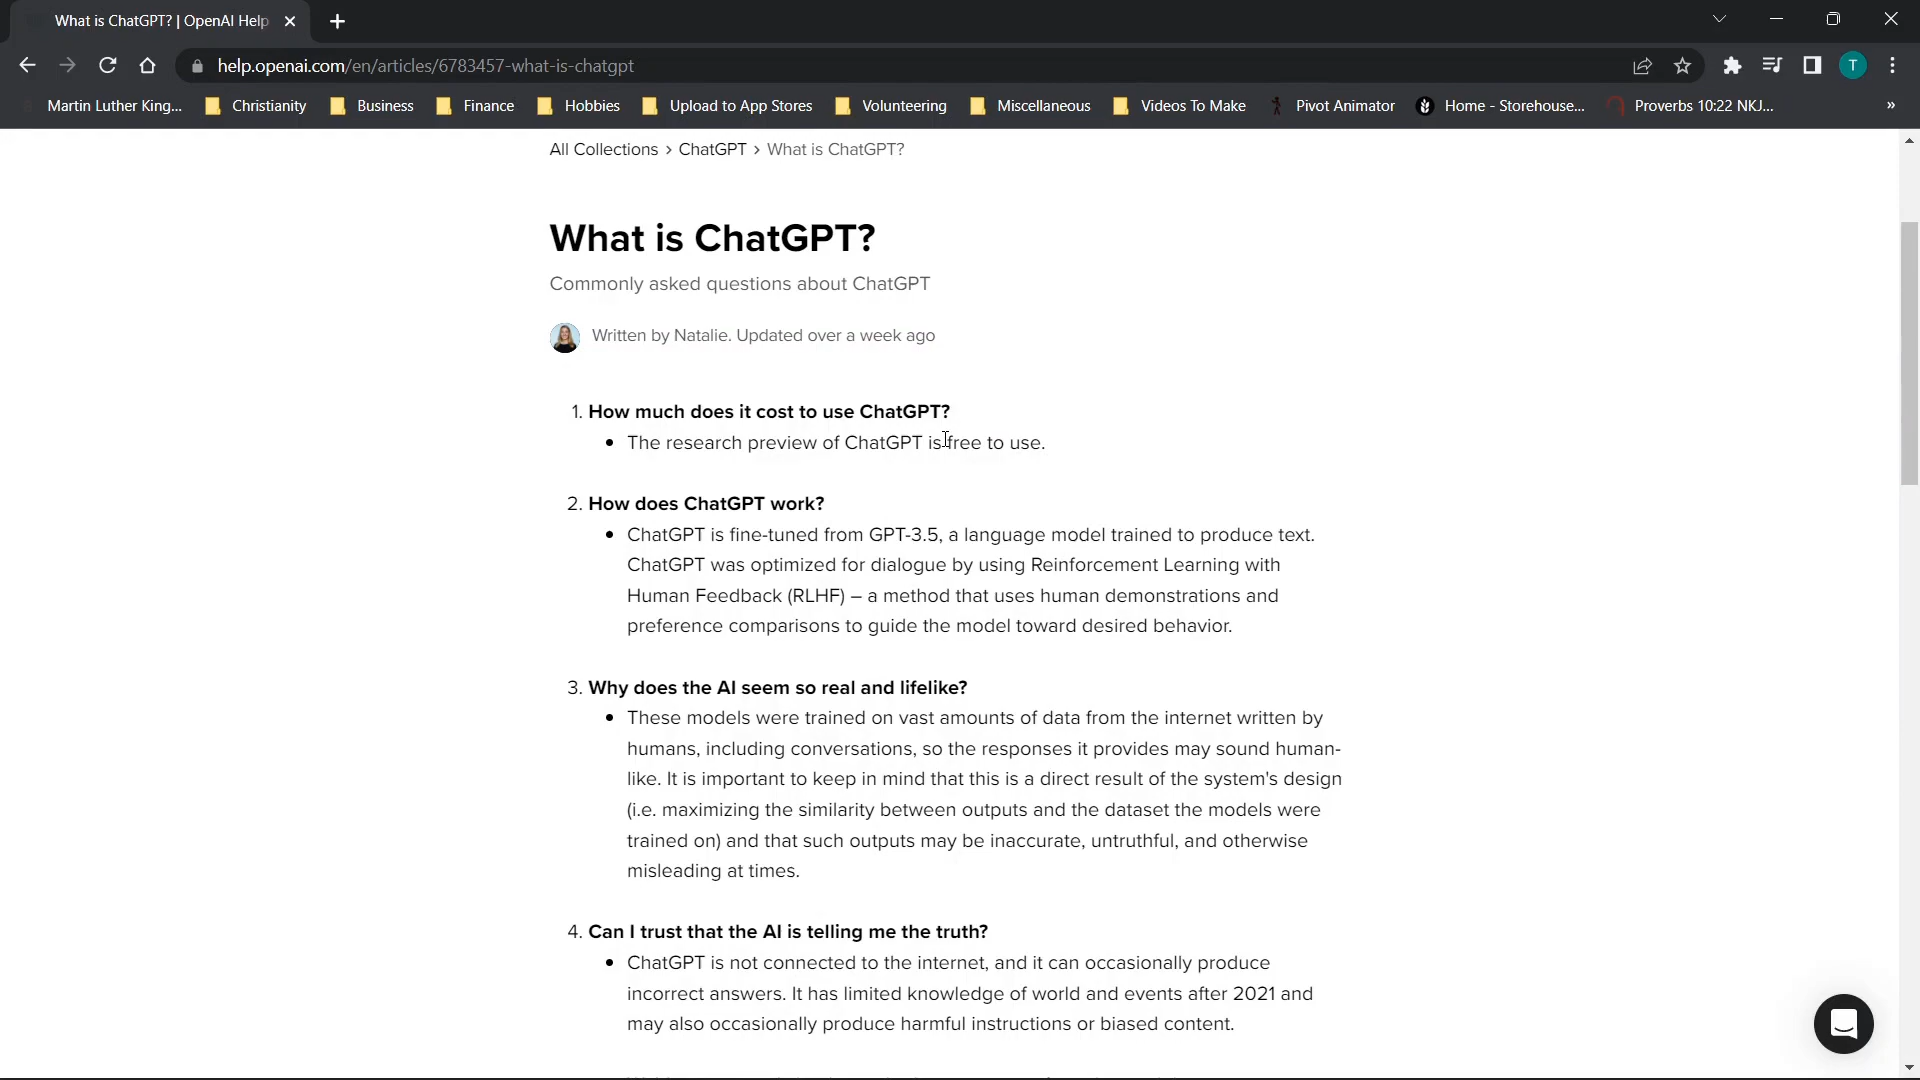 What is ChatGPT? | OpenAI Help
help.openai.com/en/articles/6783457-what-is-chatgpt
T
Martin Luther King... Christianity Business Finance Hobbies Upload to App Stores Volunteering Miscellaneous Videos To Make Pivot Animator Home - Storehouse... Proverbs 10:22 NKJ... »
All Collections > ChatGPT > What is ChatGPT?
What is ChatGPT?
Commonly asked questions about ChatGPT
Written by Natalie. Updated over a week ago
1. How much does it cost to use ChatGPT?
• The research preview of ChatGPT is free to use.
2. How does ChatGPT work?
• ChatGPT is fine-tuned from GPT-3.5, a language model trained to produce text.
ChatGPT was optimized for dialogue by using Reinforcement Learning with
Human Feedback (RLHF) – a method that uses human demonstrations and
preference comparisons to guide the model toward desired behavior.
3. Why does the AI seem so real and lifelike?
• These models were trained on vast amounts of data from the internet written by
humans, including conversations, so the responses it provides may sound human-
like. It is important to keep in mind that this is a direct result of the system's design
(i.e. maximizing the similarity between outputs and the dataset the models were
trained on) and that such outputs may be inaccurate, untruthful, and otherwise
misleading at times.
4. Can I trust that the AI is telling me the truth?
• ChatGPT is not connected to the internet, and it can occasionally produce
incorrect answers. It has limited knowledge of world and events after 2021 and
may also occasionally produce harmful instructions or biased content.